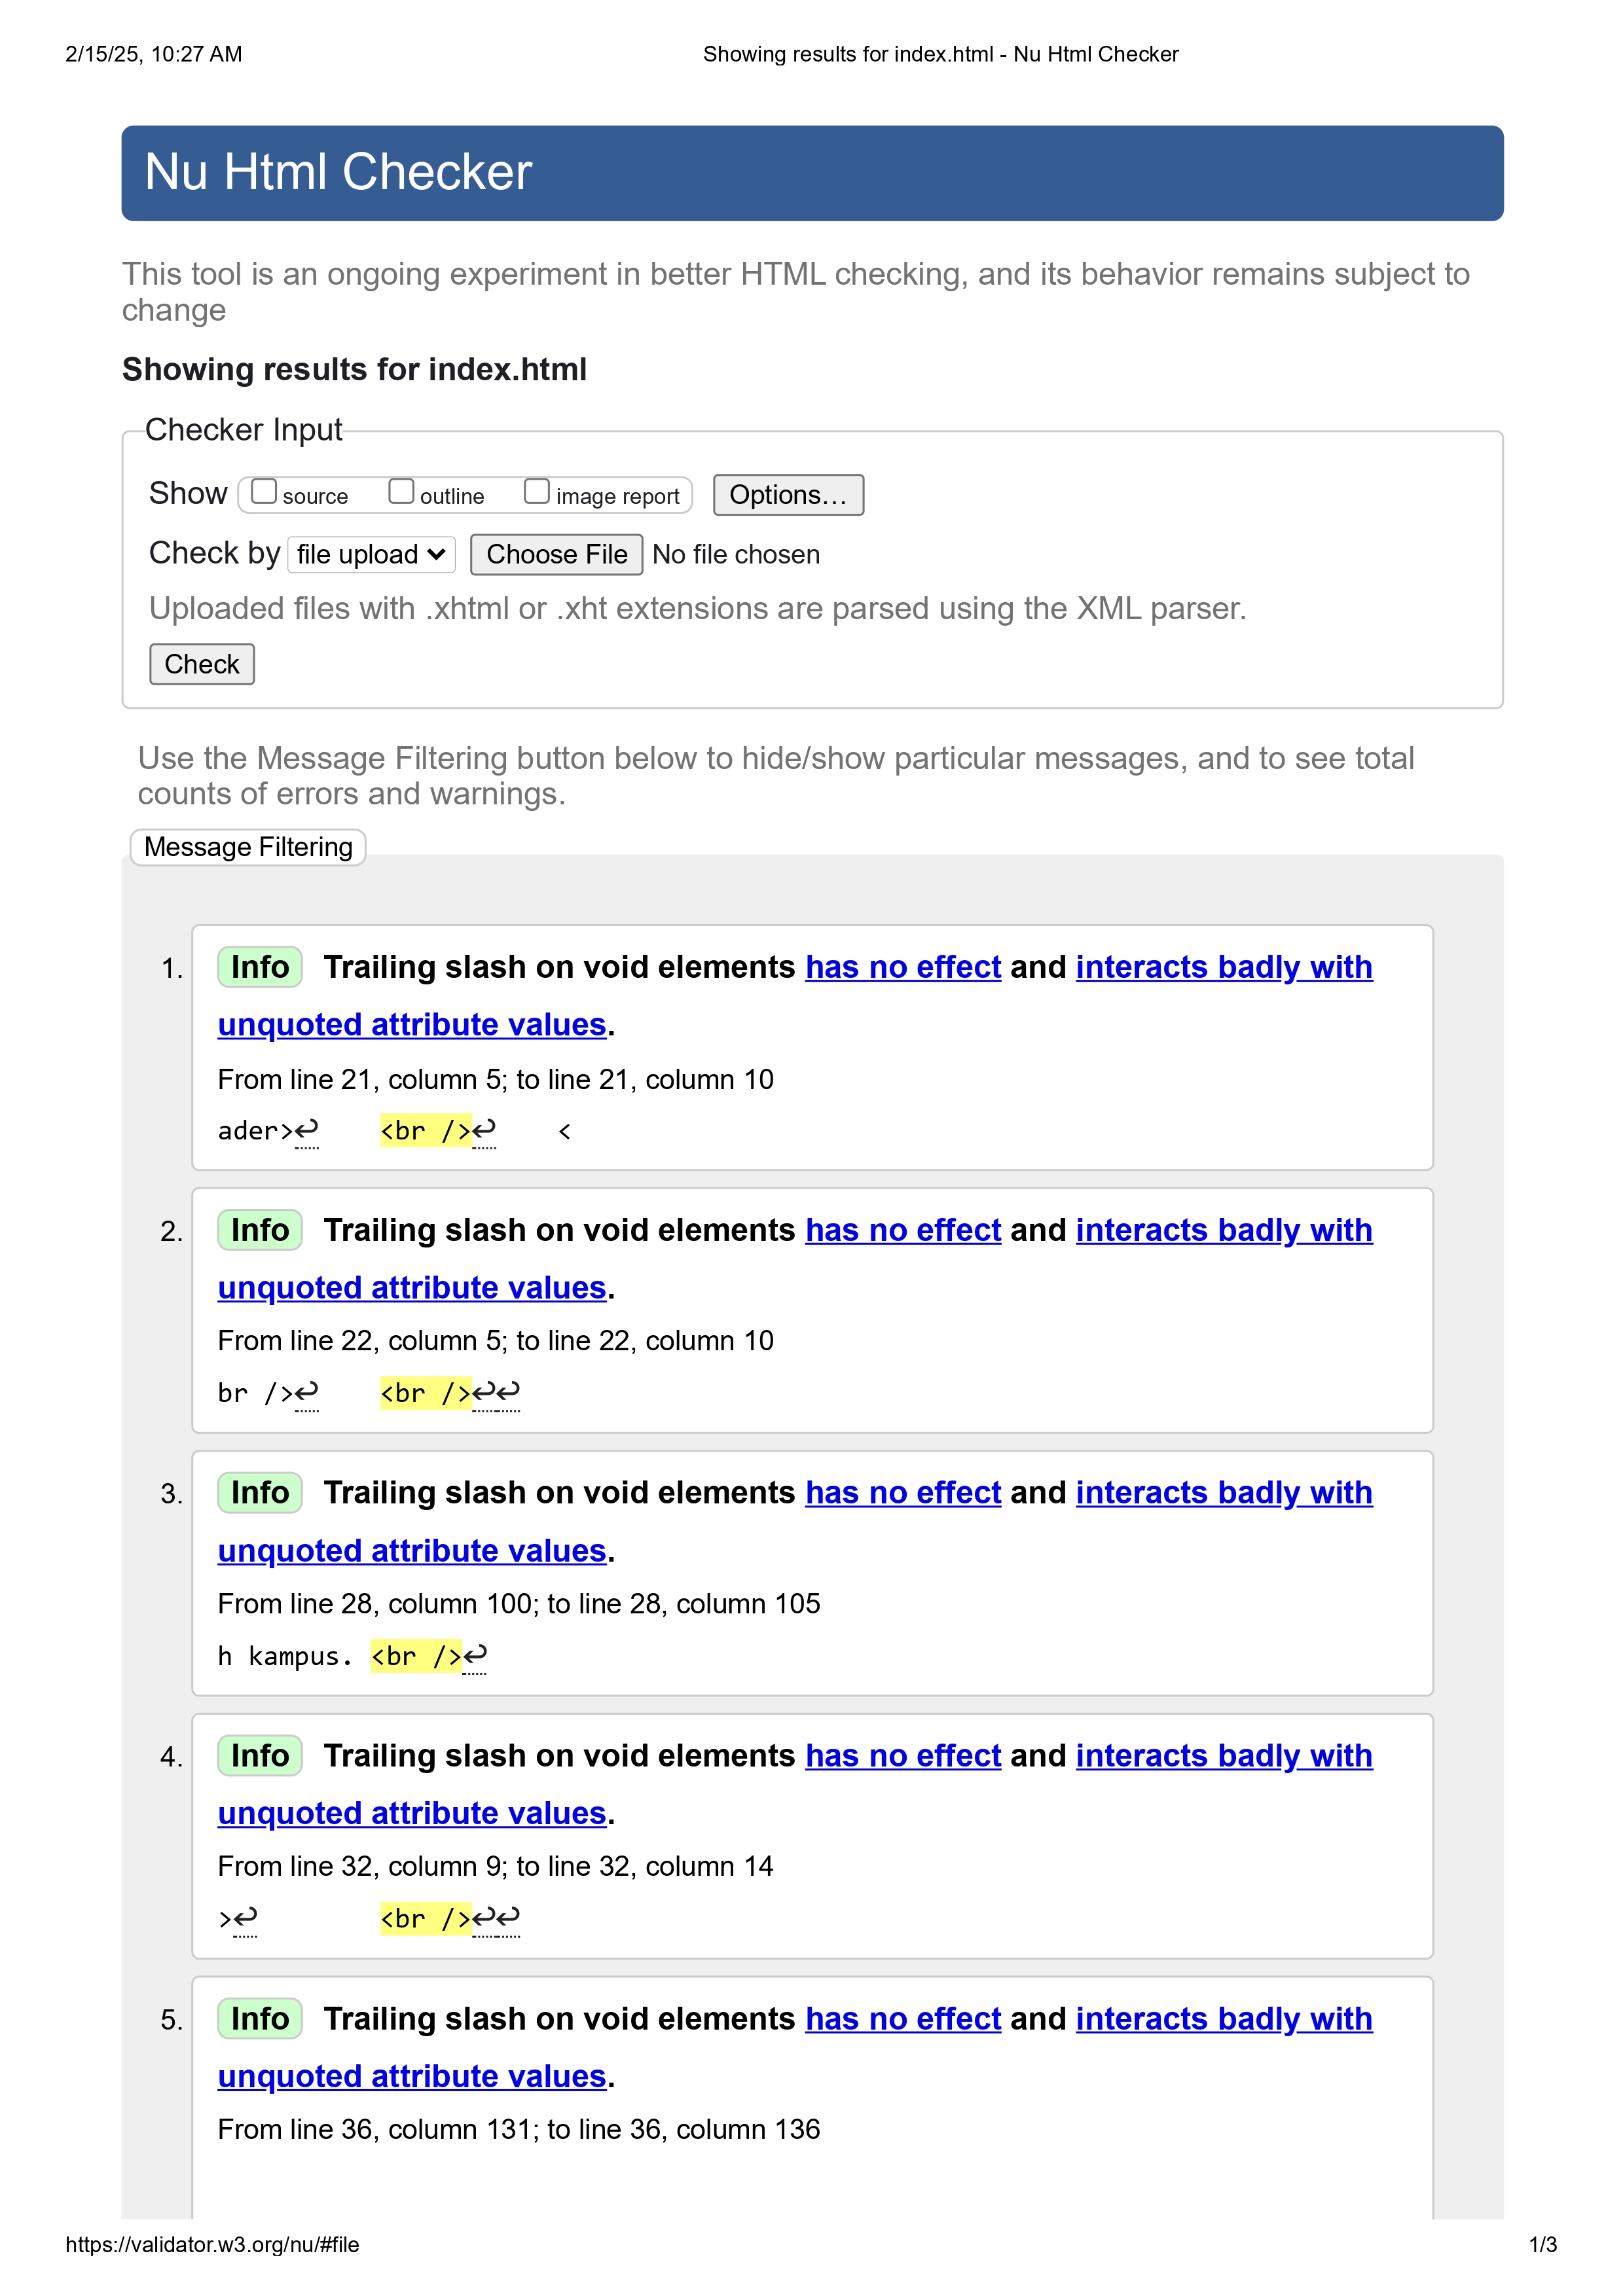 2/15/25, 10:27 AM
Showing results for index.html - Nu Html Checker
Nu Html Checker
This tool is an ongoing experiment in better HTML checking, and its behavior remains subject to
change
Showing results for index.html
Checker Input
Show source outline image report Options…
Check by file upload Choose File No file chosen
Uploaded files with .xhtml or .xht extensions are parsed using the XML parser.
Check
Use the Message Filtering button below to hide/show particular messages, and to see total
counts of errors and warnings.
Message Filtering
1. Info Trailing slash on void elements has no effect and interacts badly with
unquoted attribute values.
From line 21, column 5; to line 21, column 10
ader>↩ <br />↩ <
2. Info Trailing slash on void elements has no effect and interacts badly with
unquoted attribute values.
From line 22, column 5; to line 22, column 10
br />↩ <br />↩↩
3. Info Trailing slash on void elements has no effect and interacts badly with
unquoted attribute values.
From line 28, column 100; to line 28, column 105
h kampus. <br />↩
4. Info Trailing slash on void elements has no effect and interacts badly with
unquoted attribute values.
From line 32, column 9; to line 32, column 14
>↩ <br />↩↩
5. Info Trailing slash on void elements has no effect and interacts badly with
unquoted attribute values.
From line 36, column 131; to line 36, column 136
https://validator.w3.org/nu/#file
1/3